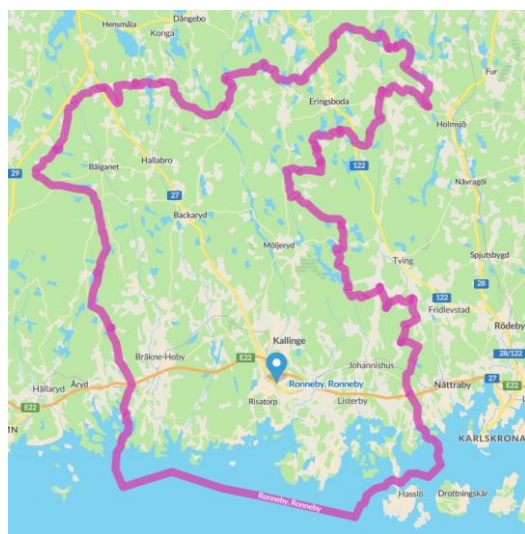 Hensmåla
Dångebo
Konga
Fur
Eringsboda
Holmsjö
Hallabro
Bälganet
29
122
27
Nävragöl
Backaryd
Möljeryd
Tving
Spjutsbygd
28
122
Fridlevstad
Rödeby
Kallinge
28/122
Bräkne-Hoby
E22
Johannishus
Ronneby, Ronneby
27
Hällaryd
Åryd
Nättraby
E22
E22
Risatorp
Listerby
KARLSKRONA
Ronneby, Ronneby
Hasslö
Drottningskär